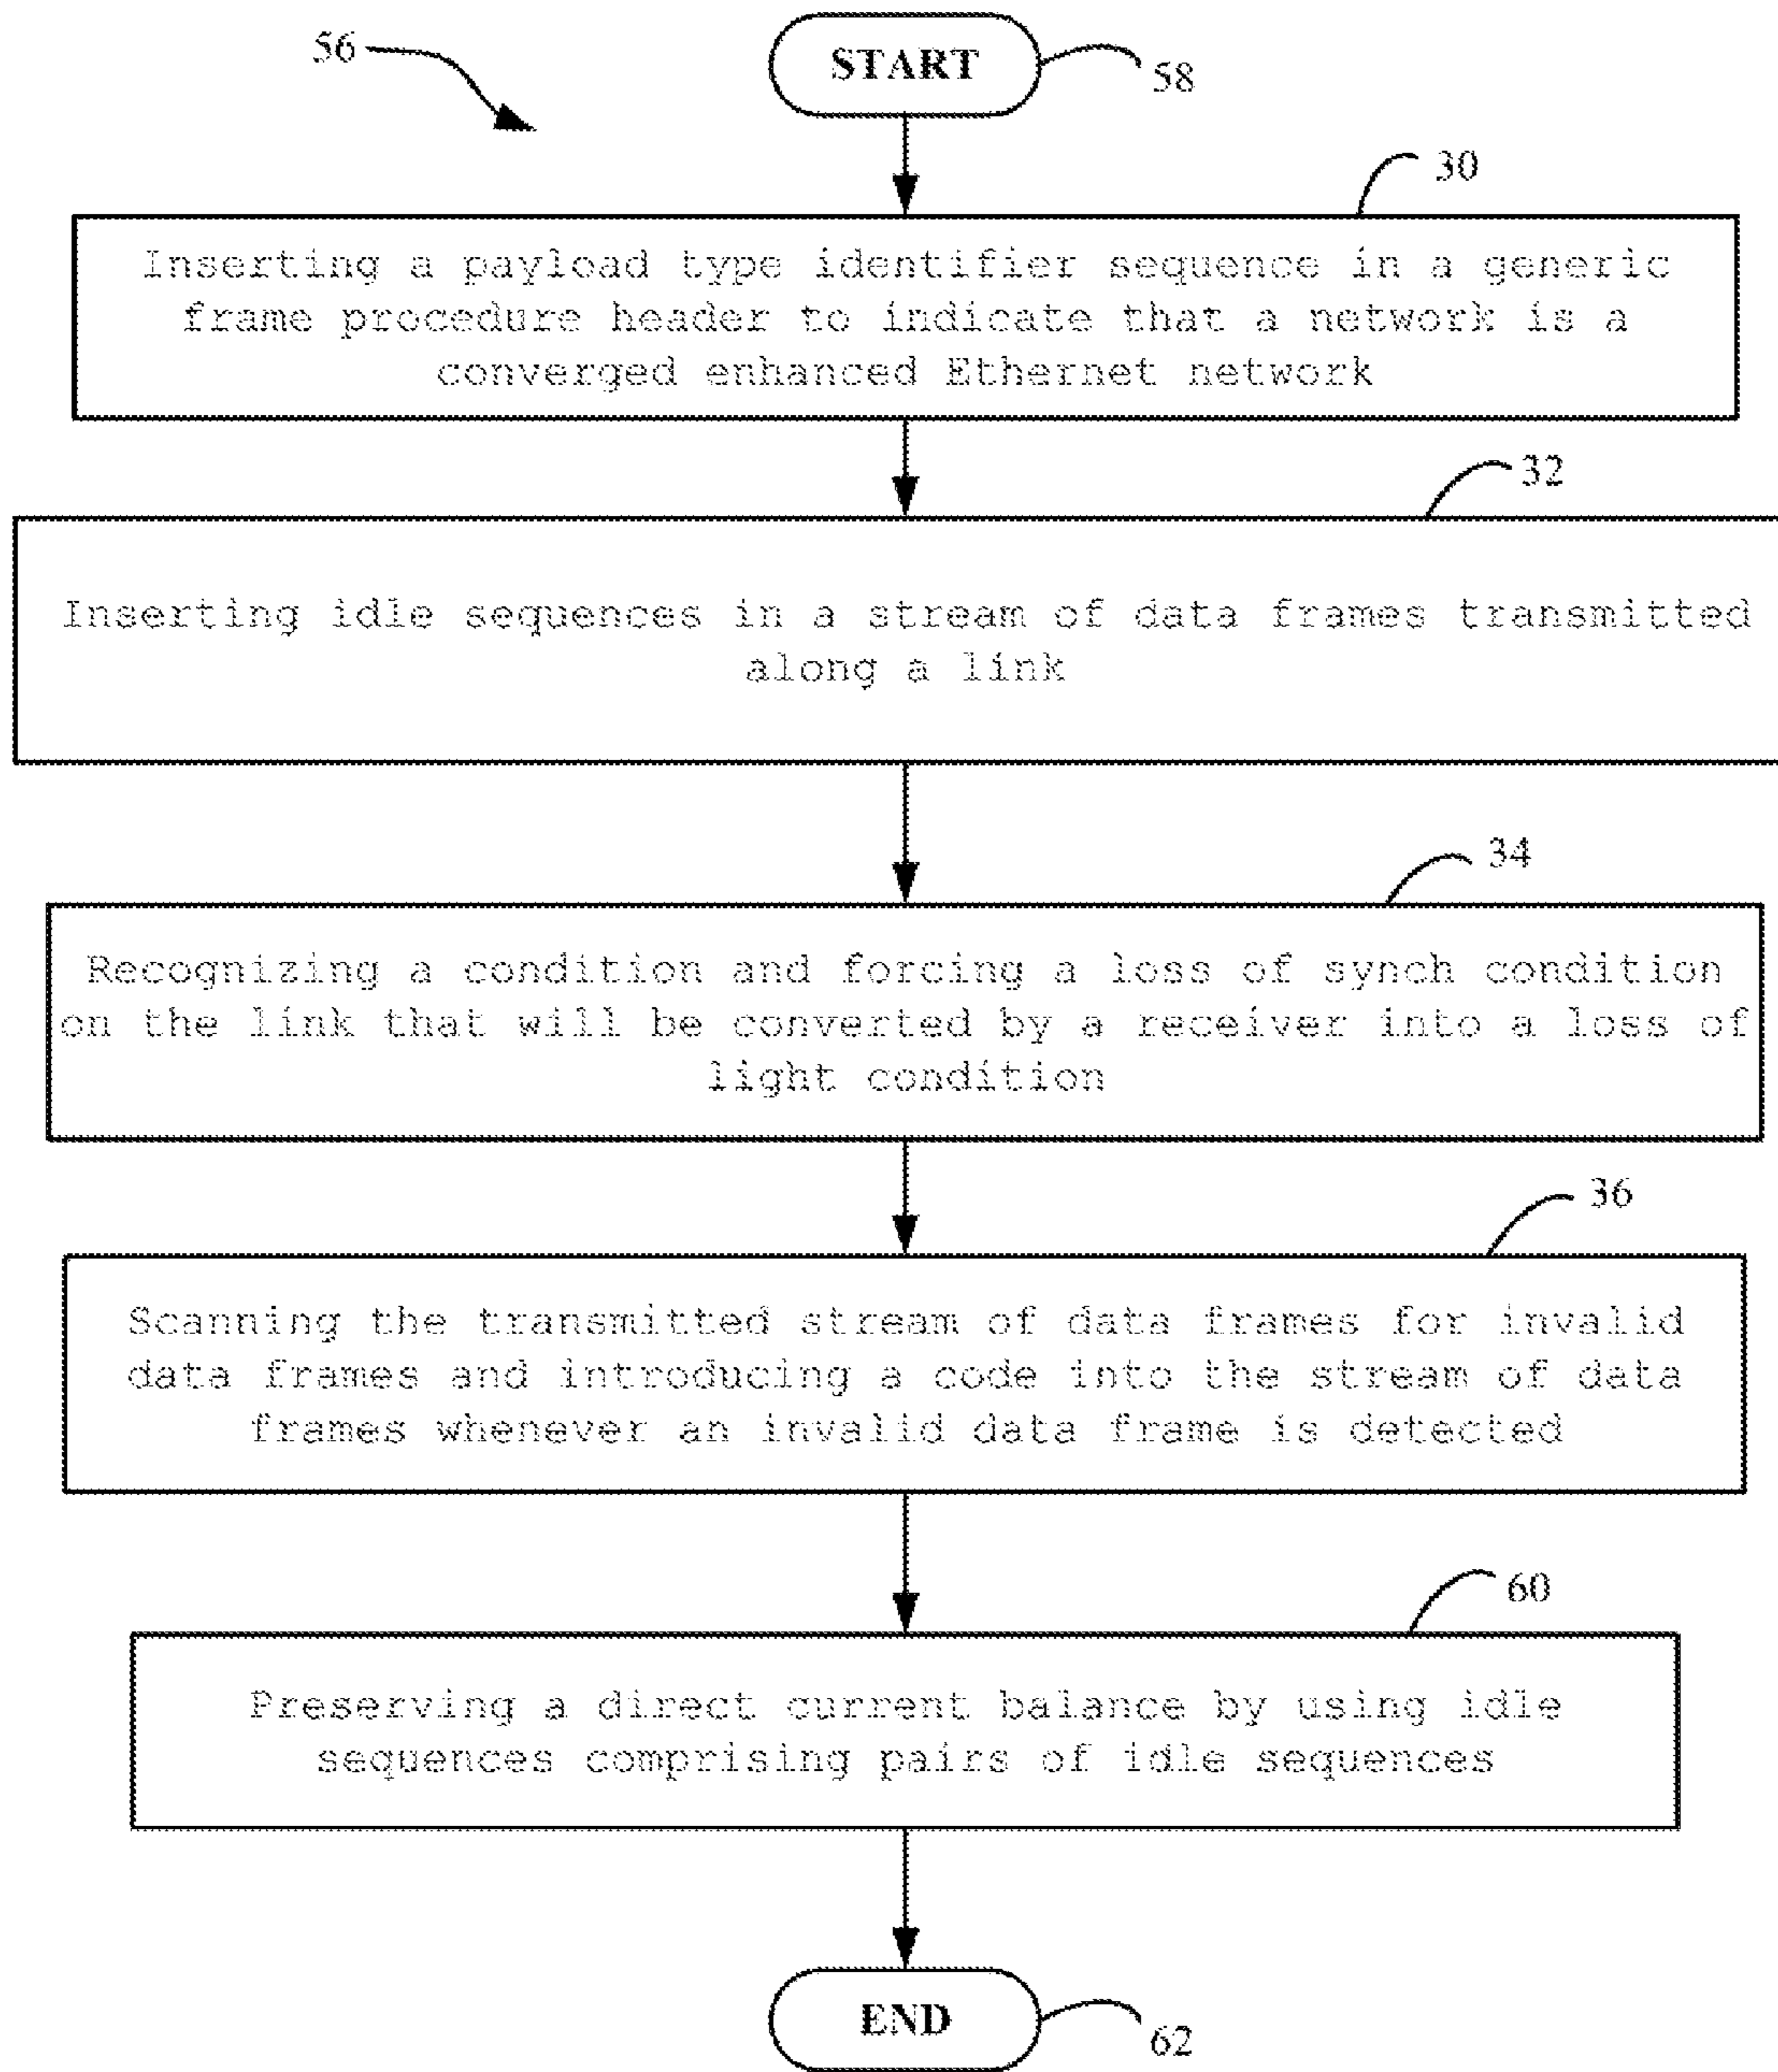 56
START
58
30
Inserting a payload type identifier sequence in a generic
frame procedure header to indicate that a network is a
converged enhanced Ethernet network
32
Inserting idle sequences in a stream of data frames transmitted
along a link
34
Recognizing a condition and forcing a loss of synch condition
on the link that will be converted by a receiver into a loss of
light condition
36
Scanning the transmitted stream of data frames for invalid
data frames and introducing a code into the stream of data
frames whenever an invalid data frame is detected
60
Preserving a direct current balance by using idle
sequences comprising pairs of idle sequences
END
62